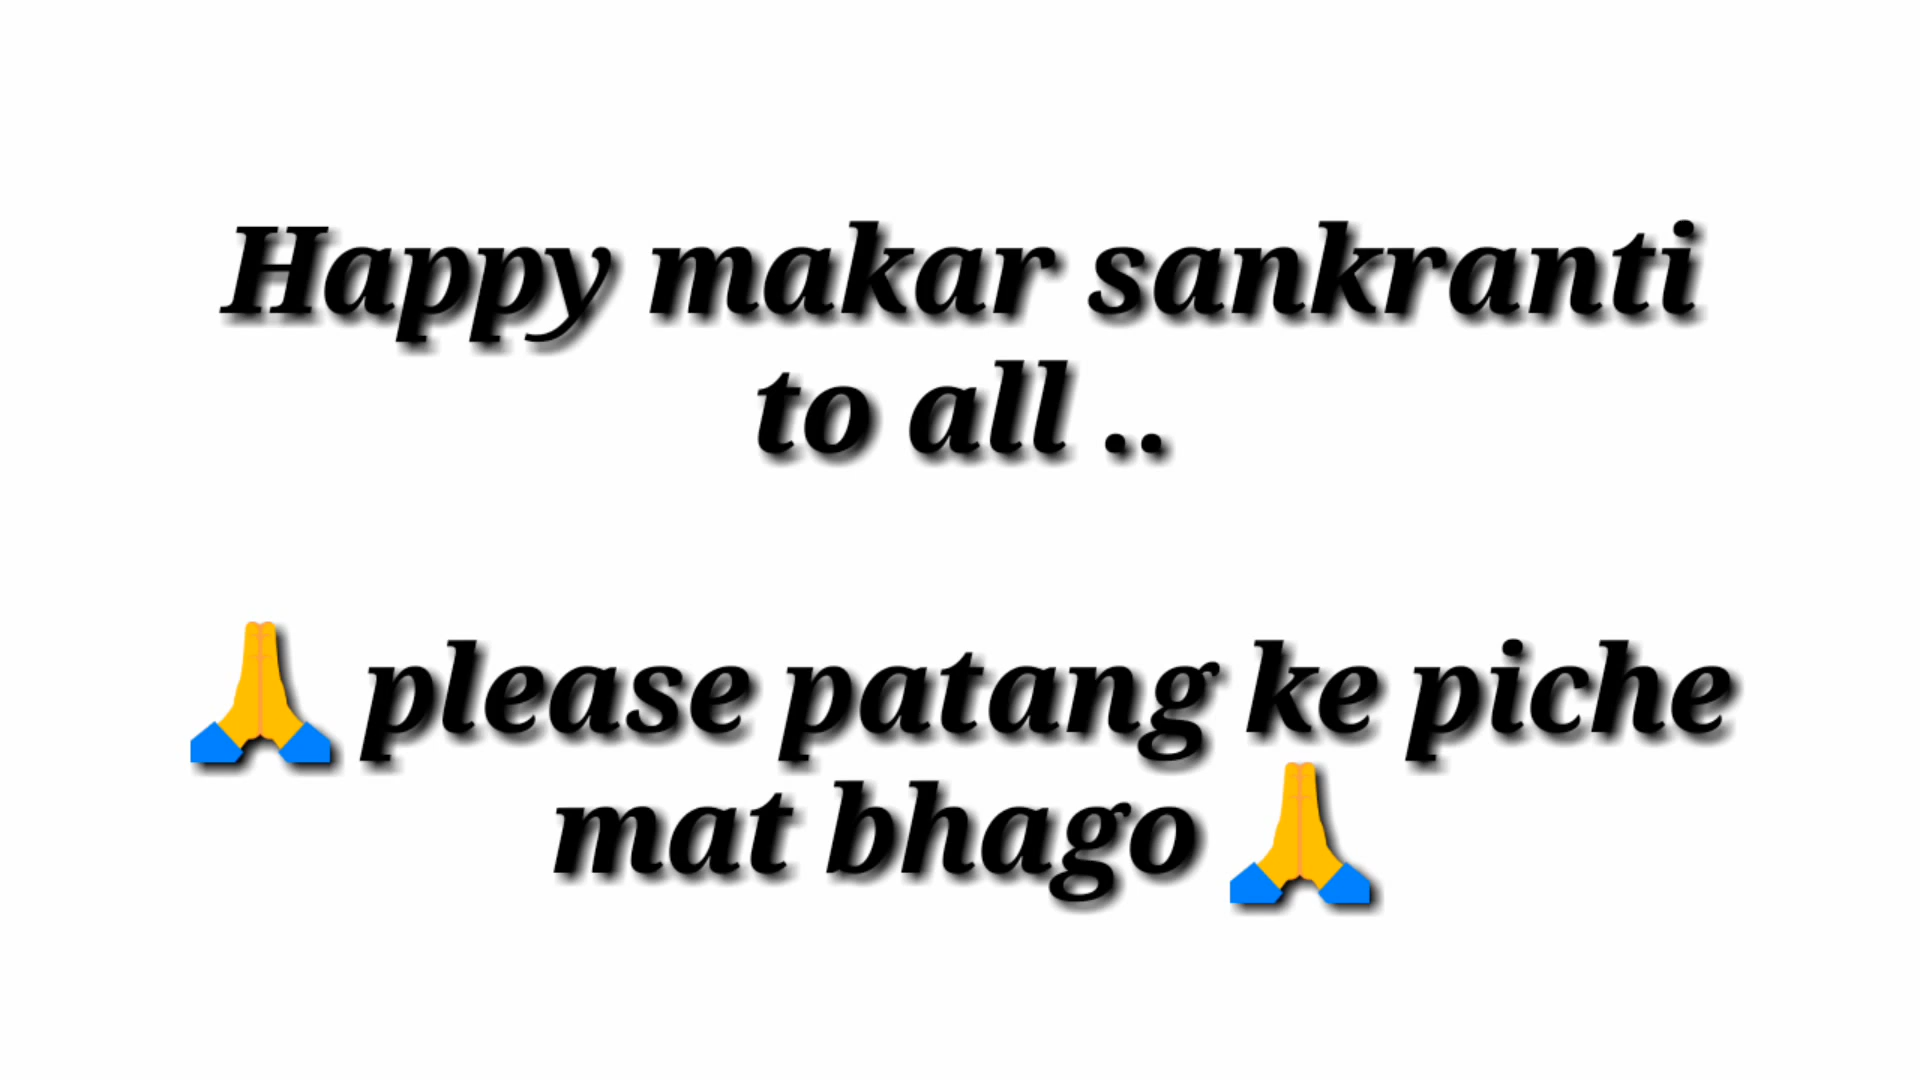 Happy makar sankranti
to all ..
🙏 please patang ke piche
mat bhago 🙏